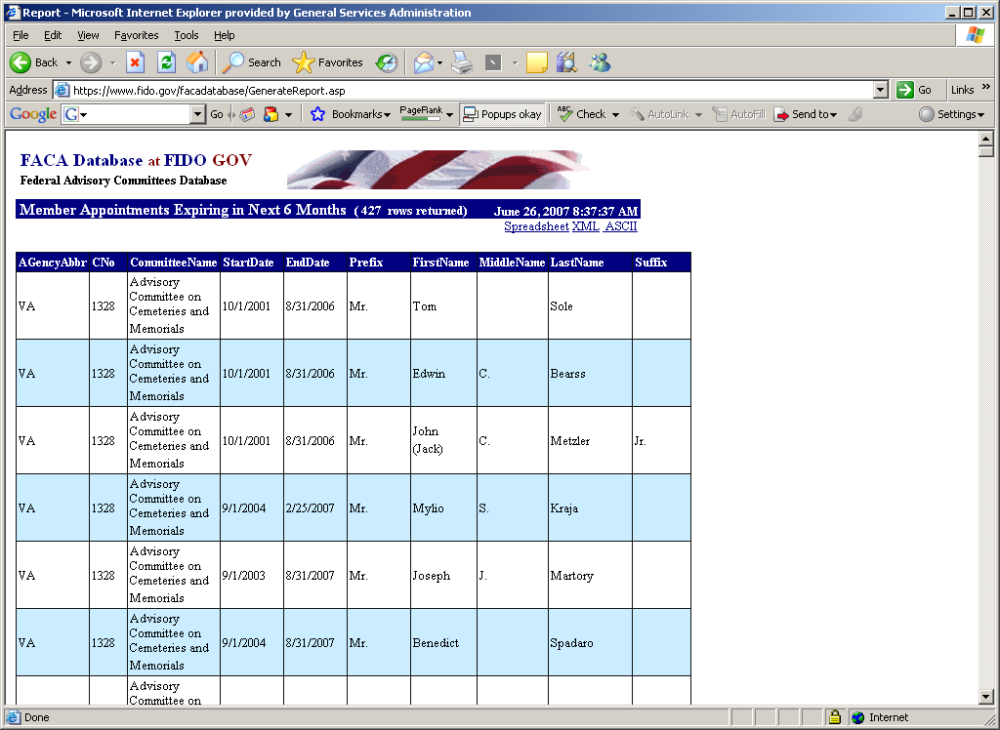 Report - Microsoft Internet Explorer provided by General Services Administration
File Edit View Favorites Tools Help
Back Search Favorites
Address https://www.fido.gov/facadatabase/GenerateReport.asp Go Links »
Google G Go Bookmarks PageRank Popups okay ABC Check AutoLink AutoFill Send to Settings
FACA Database at FIDO GOV
Federal Advisory Committees Database
Member Appointments Expiring in Next 6 Months ( 427 rows returned) June 26, 2007 8:37:37 AM
Spreadsheet XML ASCII
AGencyAbbr CNo CommitteeName StartDate EndDate Prefix FirstName MiddleName LastName Suffix
Advisory
Committee on
VA 1328 Cemeteries and 10/1/2001 8/31/2006 Mr. Tom Sole
Memorials
Advisory
Committee on
VA 1328 Cemeteries and 10/1/2001 8/31/2006 Mr. Edwin C. Bearss
Memorials
Advisory
Committee on
VA 1328 Cemeteries and 10/1/2001 8/31/2006 Mr. John (Jack) C. Metzler Jr.
Memorials
Advisory
Committee on
VA 1328 Cemeteries and 9/1/2004 2/25/2007 Mr. Mylio S. Kraja
Memorials
Advisory
Committee on
VA 1328 Cemeteries and 9/1/2003 8/31/2007 Mr. Joseph J. Martory
Memorials
Advisory
Committee on
VA 1328 Cemeteries and 9/1/2004 8/31/2007 Mr. Benedict Spadaro
Memorials
Advisory
Committee on
Done Internet